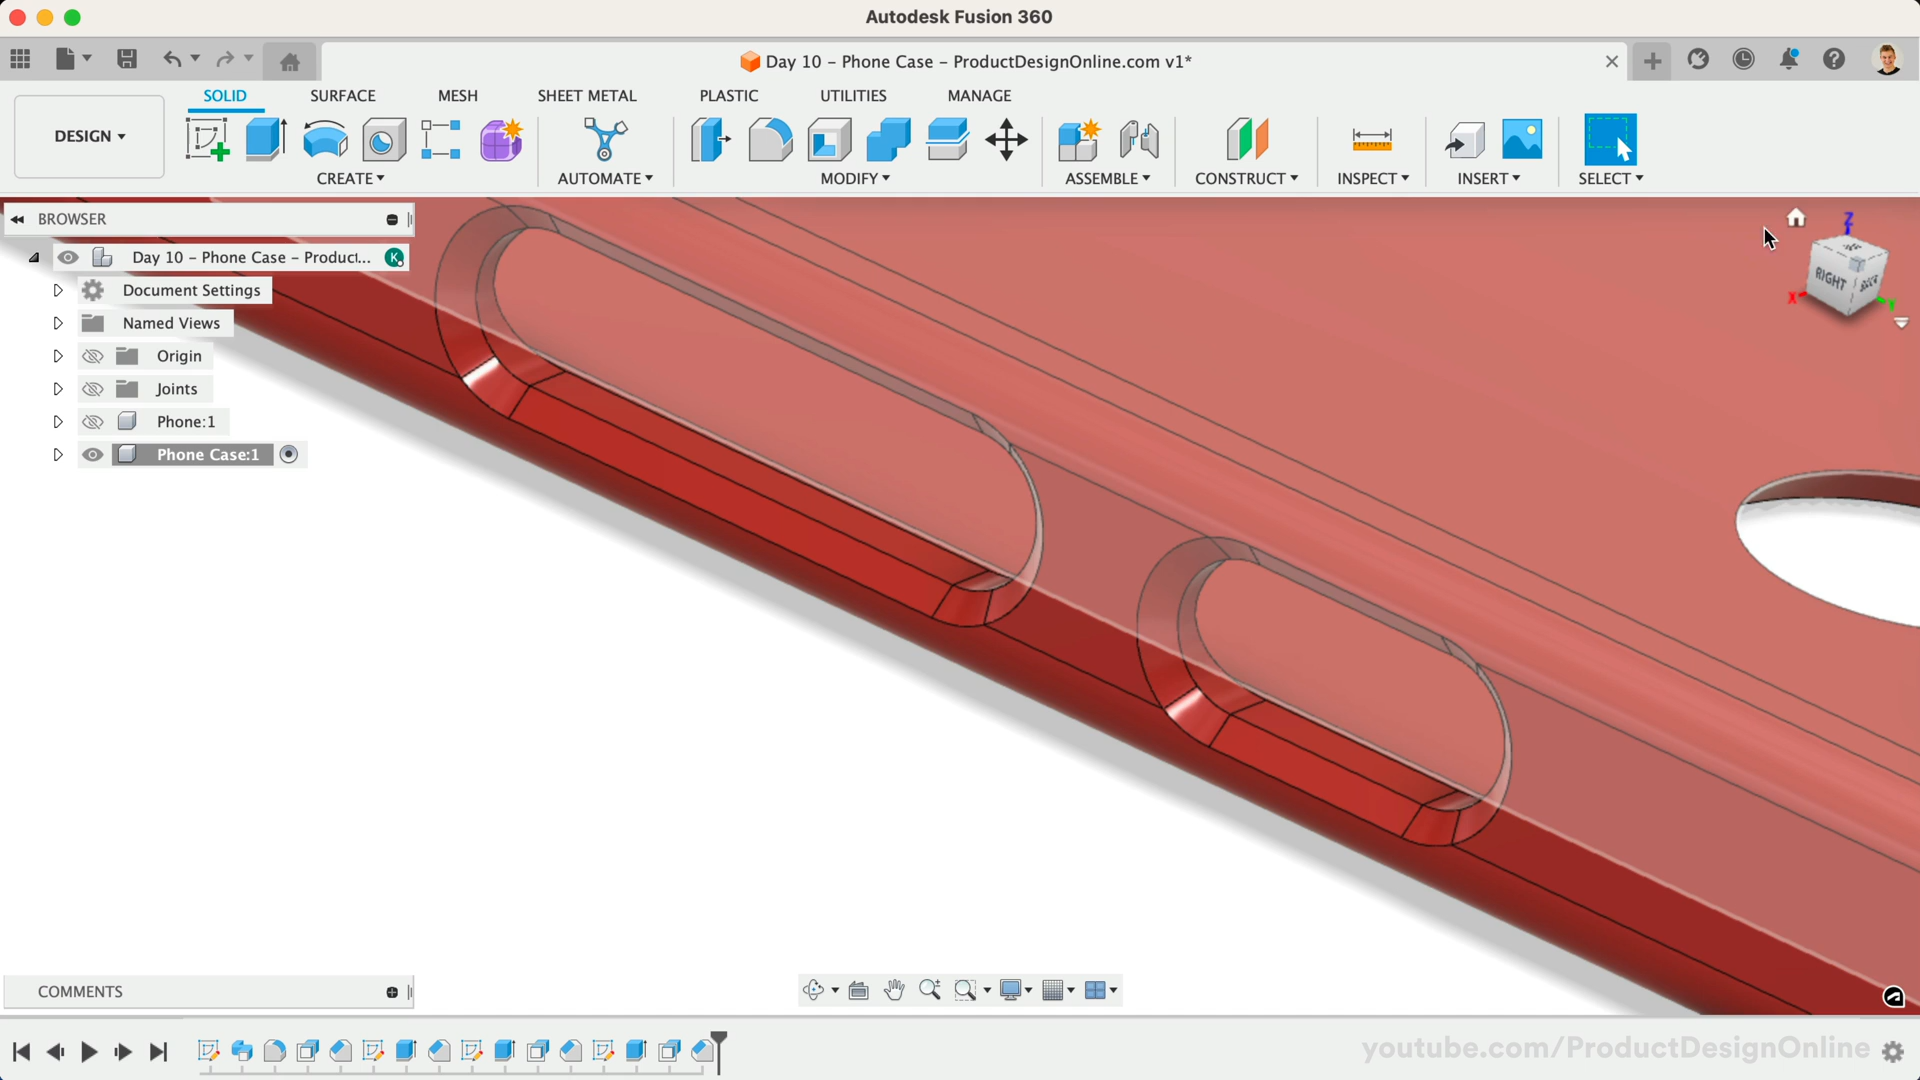 Autodesk Fusion 360
Day 10 – Phone Case – ProductDesignOnline.com v1*
SOLID SURFACE MESH SHEET METAL PLASTIC UTILITIES MANAGE
DESIGN
CREATE AUTOMATE MODIFY ASSEMBLE CONSTRUCT INSPECT INSERT SELECT
BROWSER
Day 10 – Phone Case – Product...
K
Document Settings
Named Views
Origin
Joints
Phone:1
Phone Case:1
Z
RIGHT
BACK
X
Y
COMMENTS
youtube.com/ProductDesignOnline